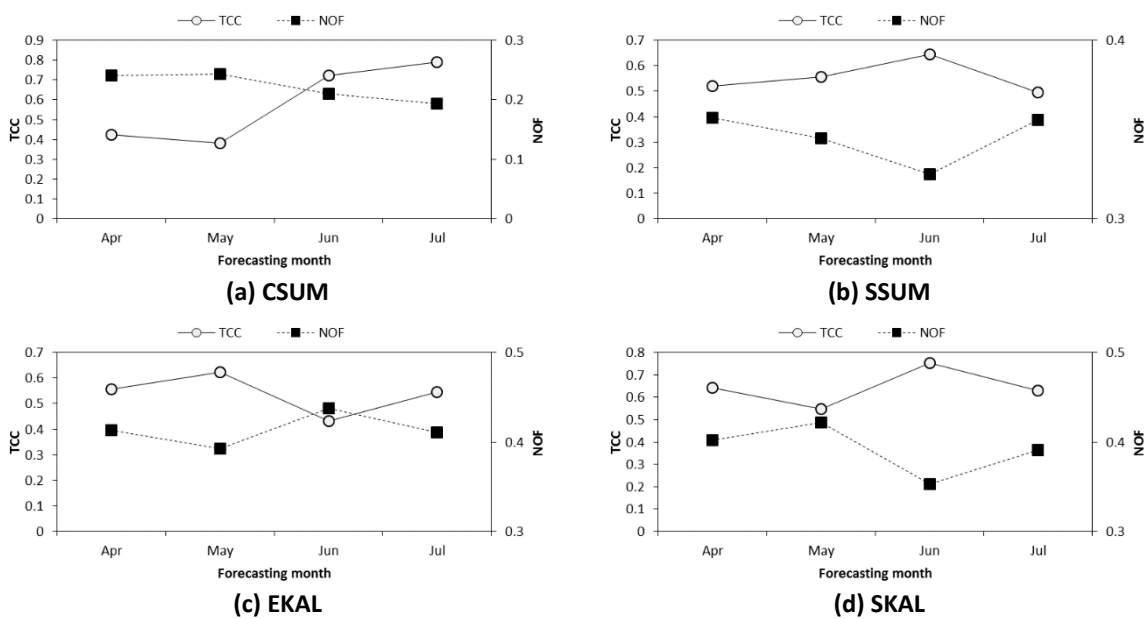 TCC NOF
0.9
0.8
0.7
0.6
0.5
0.4
0.3
0.2
0.1
0
TCC
0.3
0.2
0.1
0
NOF
Apr May Jun Jul
Forecasting month
(a) CSUM
TCC NOF
0.7
0.6
0.5
0.4
0.3
0.2
0.1
0
TCC
0.4
0.3
NOF
Apr May Jun Jul
Forecasting month
(b) SSUM
TCC NOF
0.7
0.6
0.5
0.4
0.3
0.2
0.1
0
TCC
0.5
0.4
0.3
NOF
Apr May Jun Jul
Forecasting month
(c) EKAL
TCC NOF
0.8
0.7
0.6
0.5
0.4
0.3
0.2
0.1
0
TCC
0.5
0.4
0.3
NOF
Apr May Jun Jul
Forecasting month
(d) SKAL